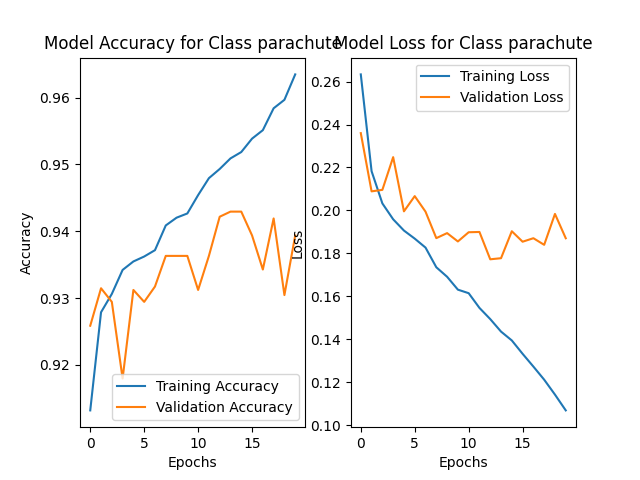 Model Accuracy for Class parachute
Model Loss for Class parachute
Accuracy
0.96
0.95
0.94
0.93
0.92
Training Accuracy
Validation Accuracy
0
5
10
15
Epochs
Loss
0.26
0.24
0.22
0.20
0.18
0.16
0.14
0.12
0.10
Training Loss
Validation Loss
0
5
10
15
Epochs